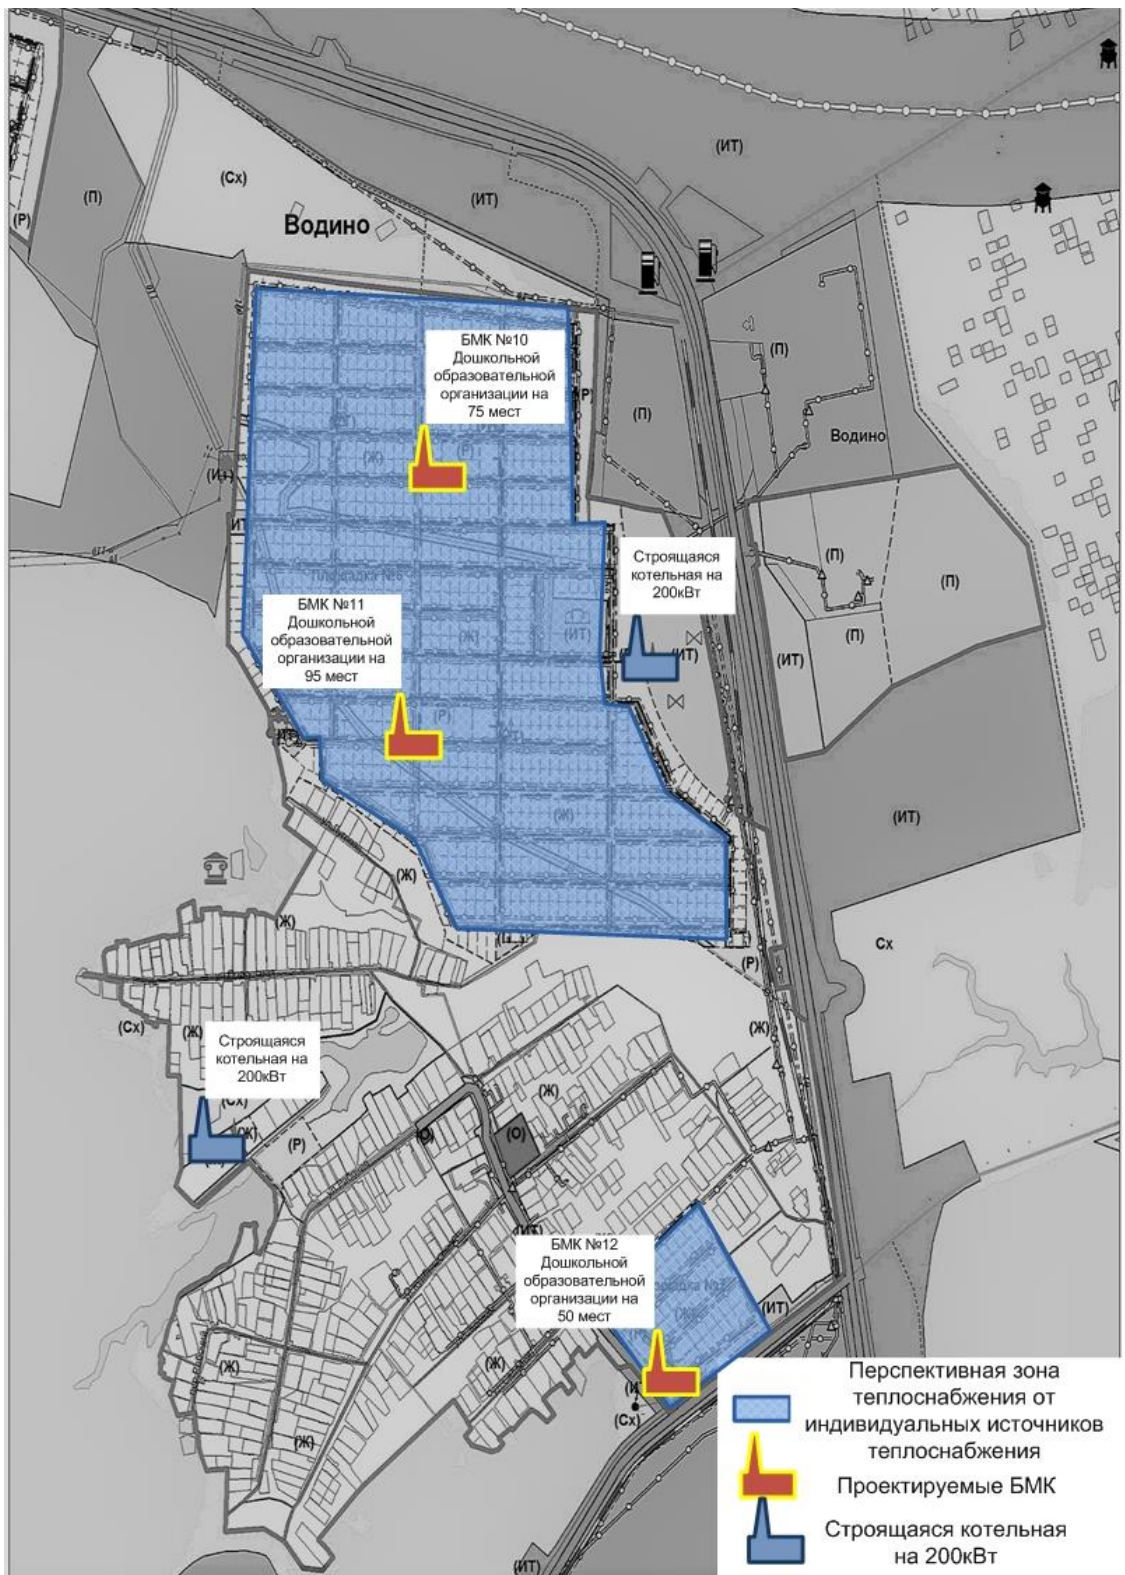 (ИТ)
(Сх)
(П)
(ИТ)
(Р)
Водино
БМК №10
Дошкольной
образовательной
организации на
75 мест
(П)
(П)
Водино
(Р)
(Ж)
(ИТ)
Строящаяся
котельная на
200кВт
(П)
(П)
(П)
(ИТ)
БМК №11
Дошкольной
образовательной
организации на
95 мест
(Ж)
(ИТ)
(ИТ)
(Р)
(Ж)
(ИТ)
(Ж)
(Ж)
Сх
(Р)
(Сх)
(Ж)
(Ж)
Строящаяся
котельная на
200кВт
(Сх)
(Ж)
(Р)
(Ж)
(О)
(О)
(ИТ)
БМК №12
Дошкольной
образовательной
организации на
50 мест
(ИТ)
(Ж)
(Ж)
(Сх)
(Ж)
(ИТ)
Перспективная зона
теплоснабжения от
индивидуальных источников
теплоснабжения
Проектируемые БМК
Строящаяся котельная
на 200кВт